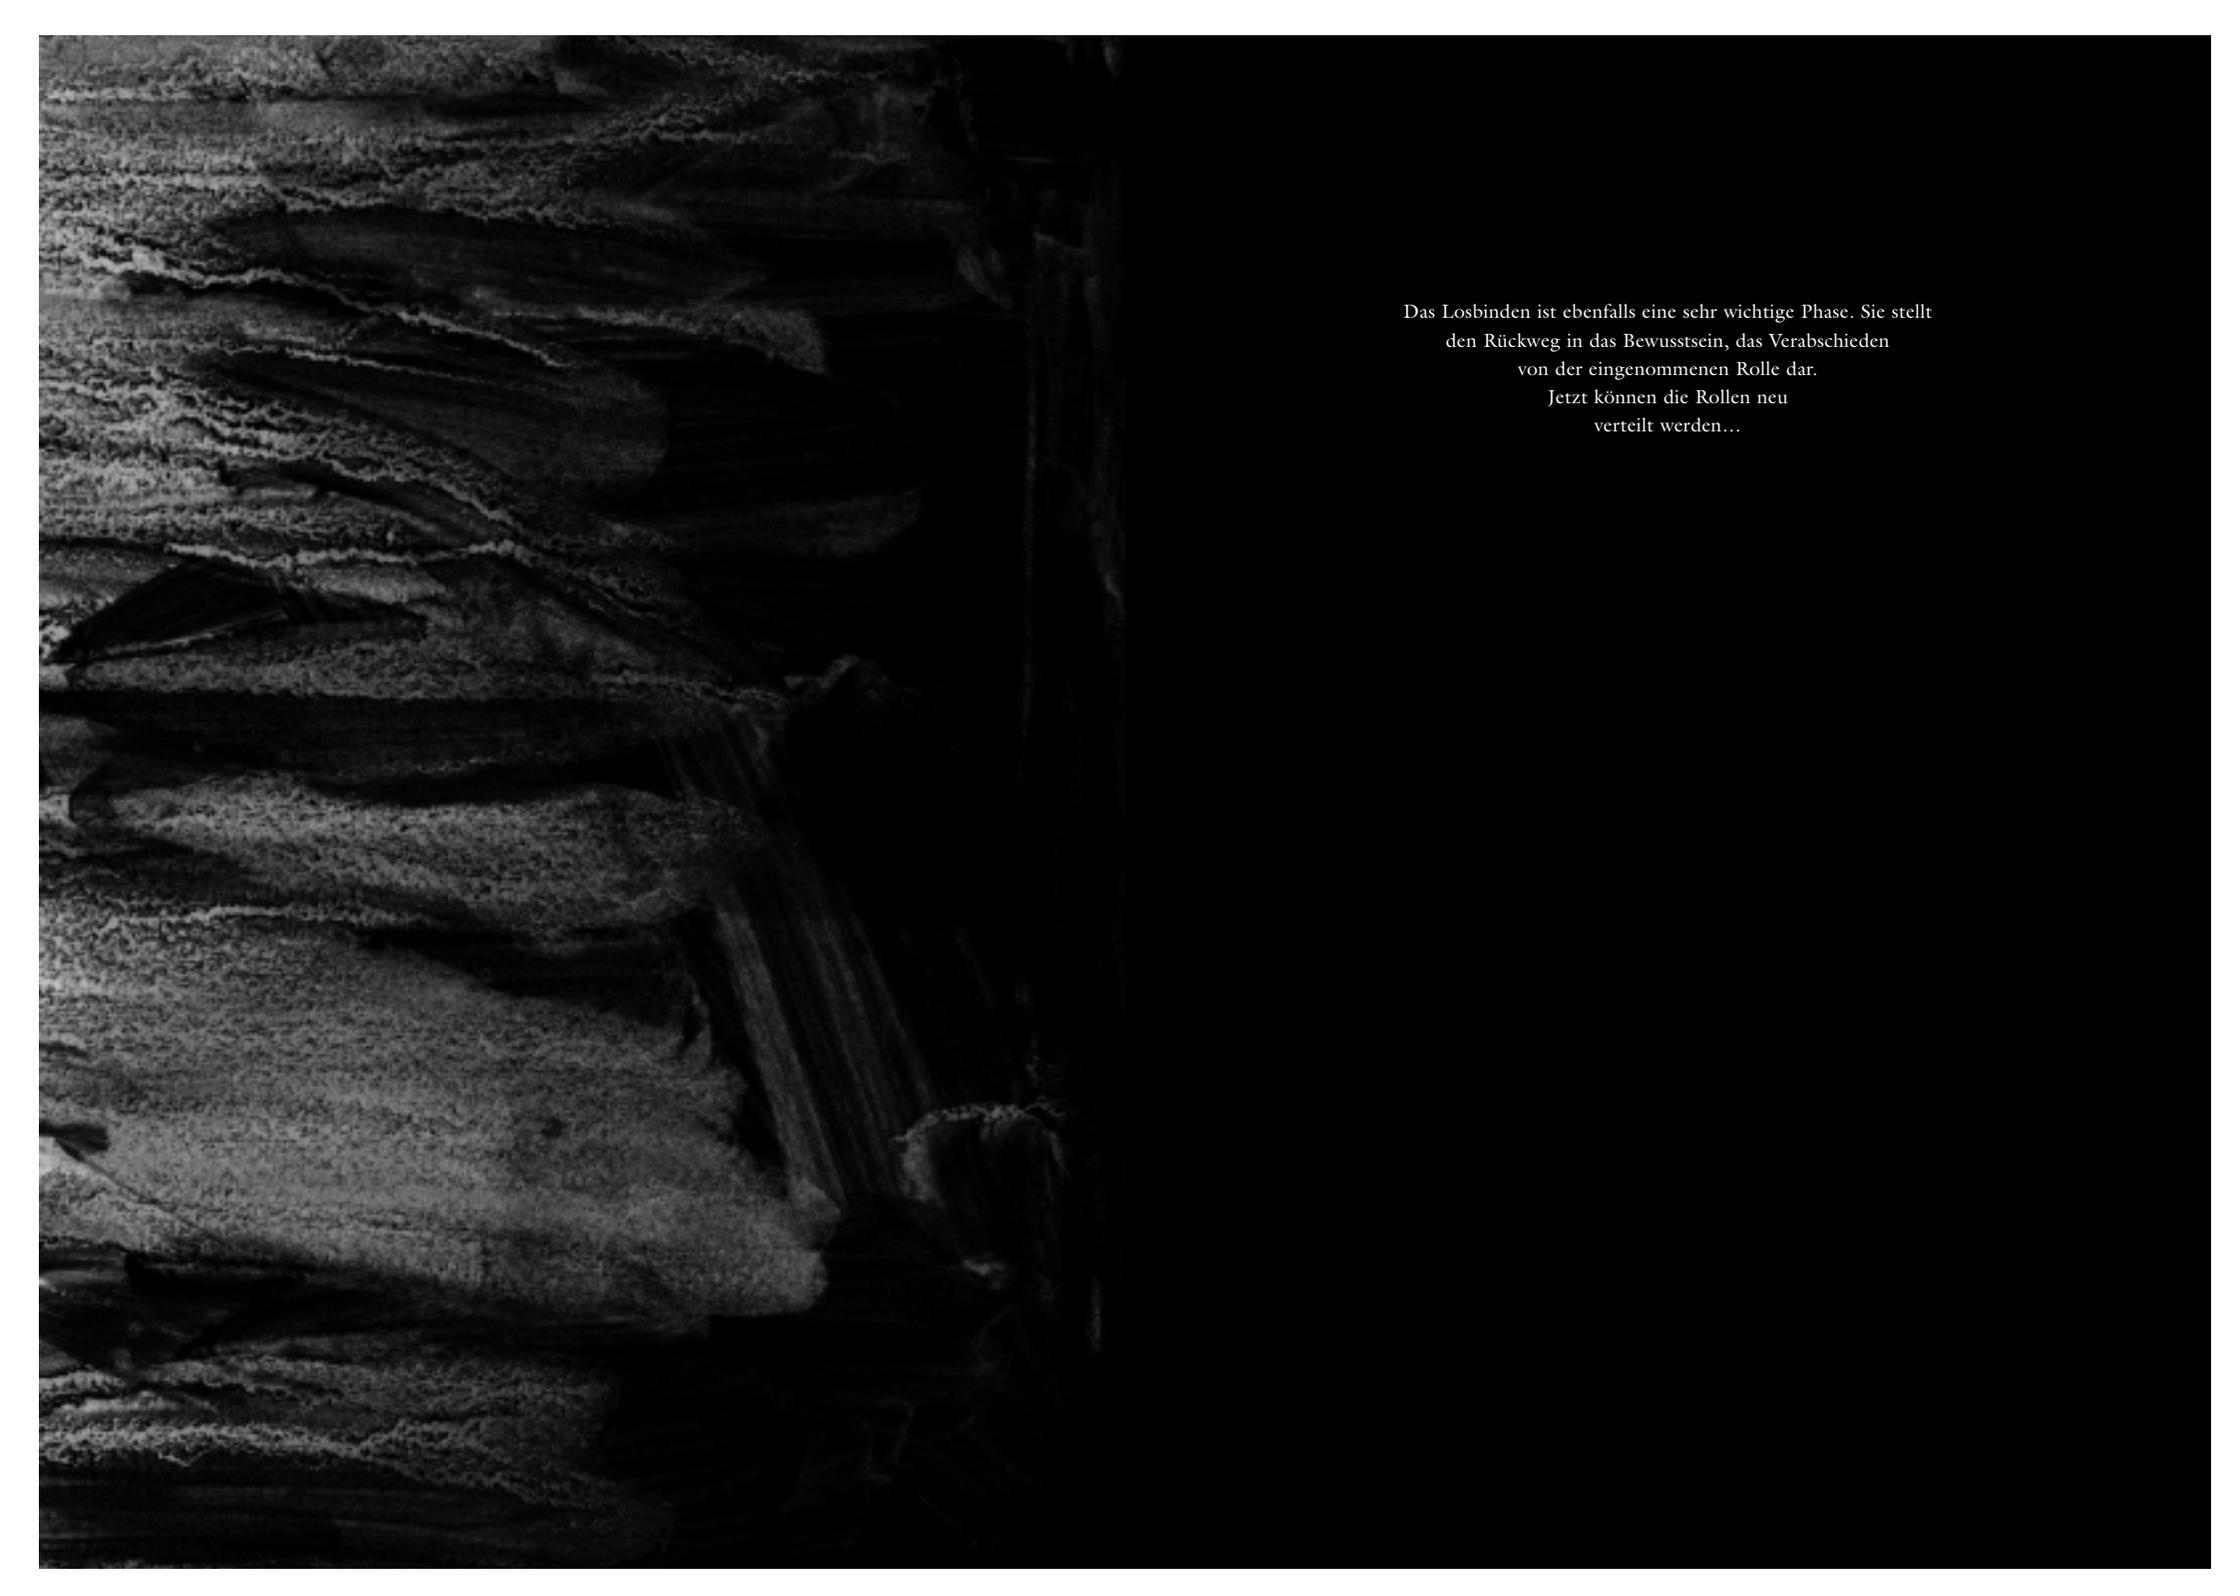 Das Losbinden ist ebenfalls eine sehr wichtige Phase. Sie stellt
den Rückweg in das Bewusstsein, das Verabschieden
von der eingenommenen Rolle dar.
Jetzt können die Rollen neu
verteilt werden…